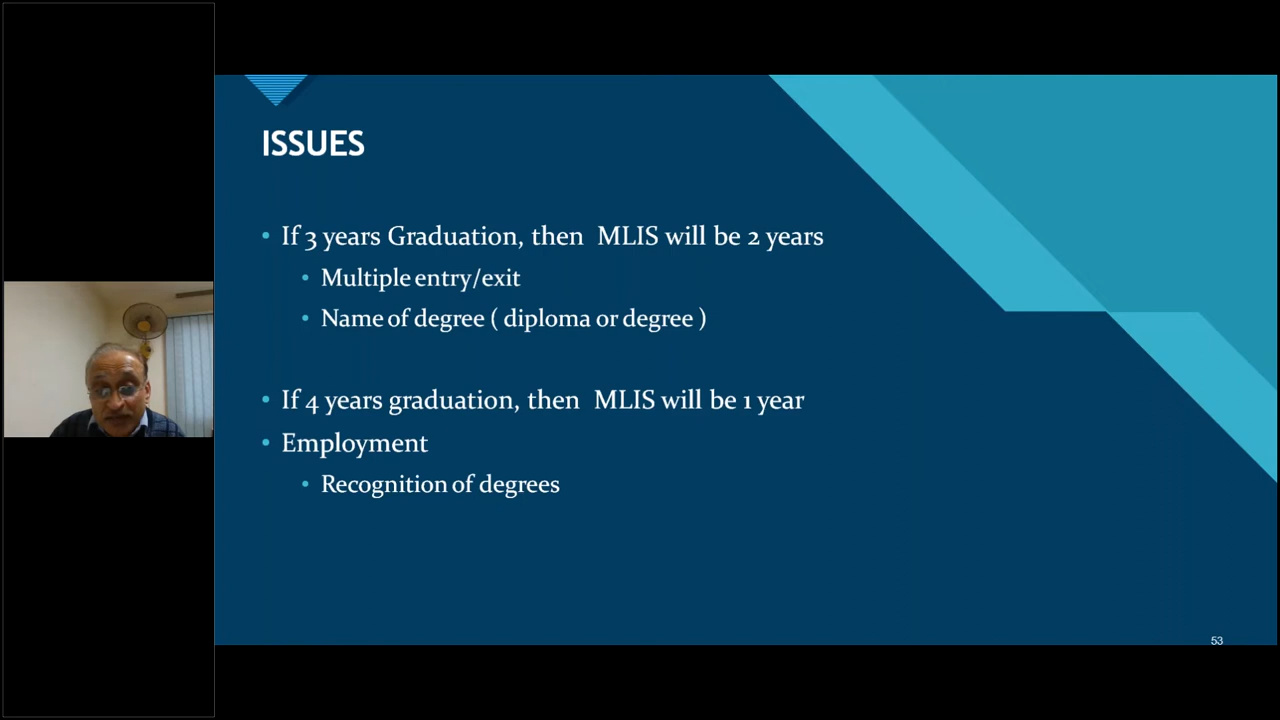 ISSUES
• If 3 years Graduation, then MLIS will be 2 years
• Multiple entry/exit
• Name of degree ( diploma or degree )
• If 4 years graduation, then MLIS will be 1 year
• Employment
• Recognition of degrees
53